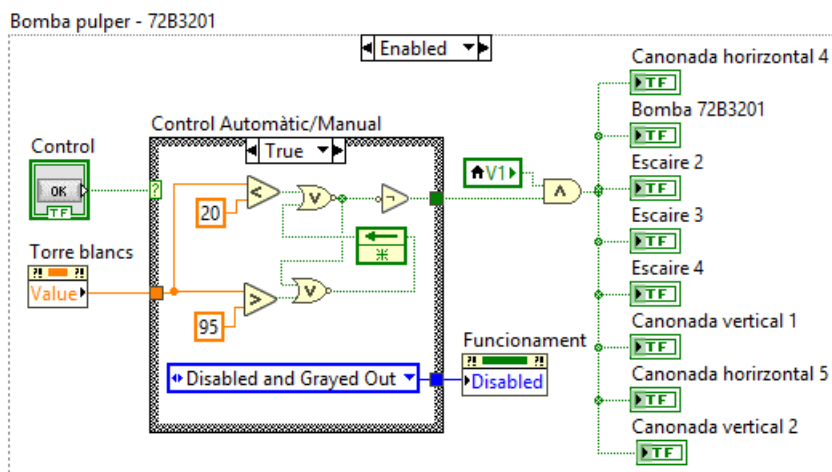 Bomba pulper - 72B3201
Enabled
Canonada horirzontal 4
TF
Control Automàtic/Manual
Bomba 72B3201
TF
Control
True
OK
TF
?
V1
Escaire 2
TF
<
V
20
Escaire 3
TF
Torre blancs
?! ?!
Value
>
V
95
Escaire 4
TF
Canonada vertical 1
TF
Funcionament
?! ?!
Disabled and Grayed Out
Disabled
Canonada horirzontal 5
TF
Canonada vertical 2
TF